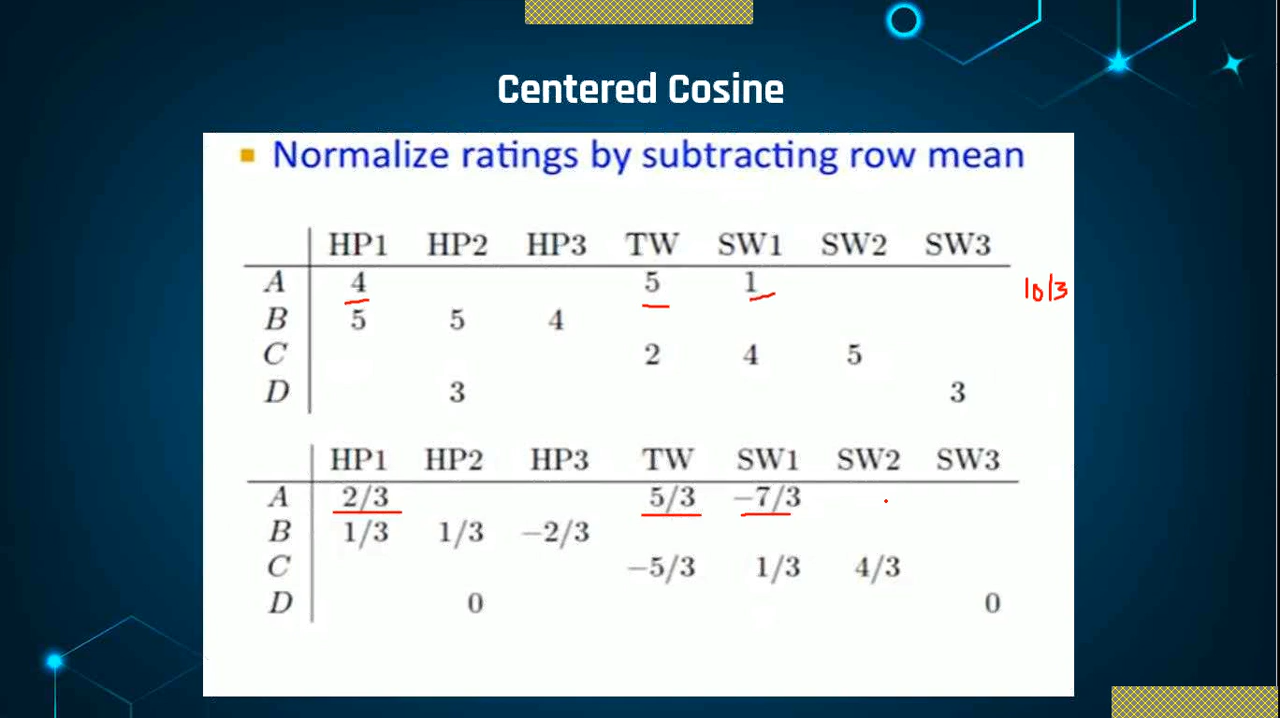 Centered Cosine
Normalize ratings by subtracting row mean
HP1 HP2 HP3 TW SW1 SW2 SW3
A 4 5 1 10/3
B 5 5 4
C 2 4 5
D 3 3
HP1 HP2 HP3 TW SW1 SW2 SW3
A 2/3 5/3 −7/3
B 1/3 1/3 −2/3
C −5/3 1/3 4/3
D 0 0